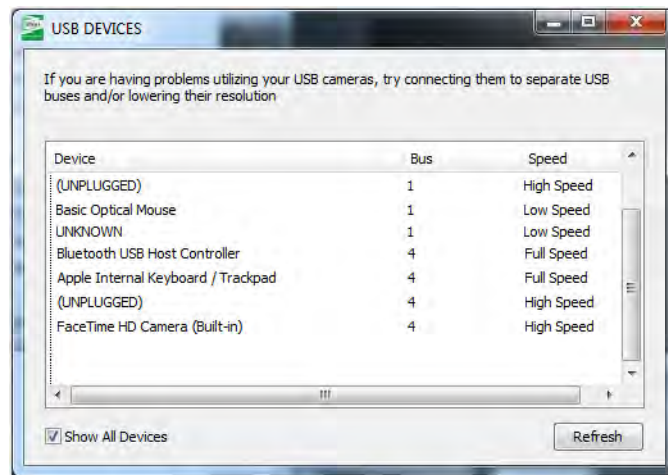 USB DEVICES
If you are having problems utilizing your USB cameras, try connecting them to separate USB
buses and/or lowering their resolution
Device Bus Speed
(UNPLUGGED) 1 High Speed
Basic Optical Mouse 1 Low Speed
UNKNOWN 1 Low Speed
Bluetooth USB Host Controller 4 Full Speed
Apple Internal Keyboard / Trackpad 4 Full Speed
(UNPLUGGED) 4 High Speed
FaceTime HD Camera (Built-in) 4 High Speed
Show All Devices Refresh